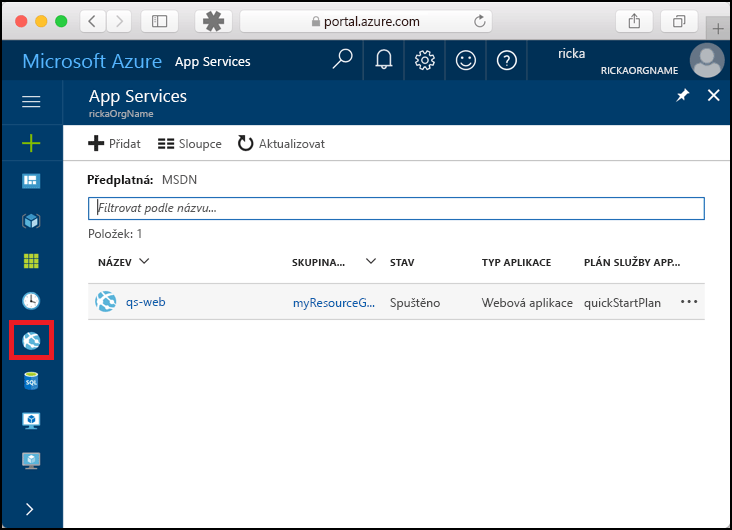 portal.azure.com
Microsoft Azure App Services
ricka
RICKAORGNAME
App Services
rickaOrgName
Přidat Sloupce Aktualizovat
Předplatná: MSDN
Filtrovat podle názvu...
Položek: 1
NÁZEV SKUPINA... STAV TYP APLIKACE PLÁN SLUŽBY APP...
qs-web myResourceG... Spuštěno Webová aplikace quickStartPlan ...
SQL